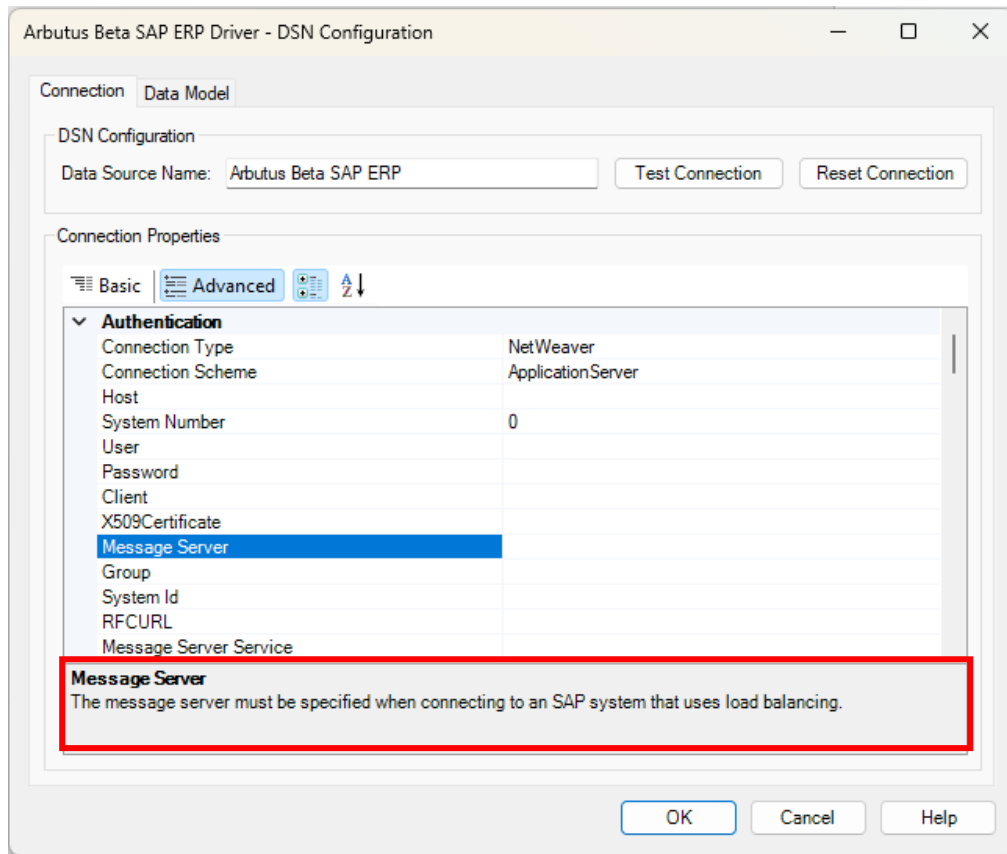 Arbutus Beta SAP ERP Driver - DSN Configuration
Connection Data Model
DSN Configuration
Data Source Name: Arbutus Beta SAP ERP Test Connection Reset Connection
Connection Properties
Basic Advanced A Z
Authentication
Connection Type NetWeaver
Connection Scheme ApplicationServer
Host
System Number 0
User
Password
Client
X509Certificate
Message Server
Group
System Id
RFCURL
Message Server Service
Message Server
The message server must be specified when connecting to an SAP system that uses load balancing.
OK Cancel Help